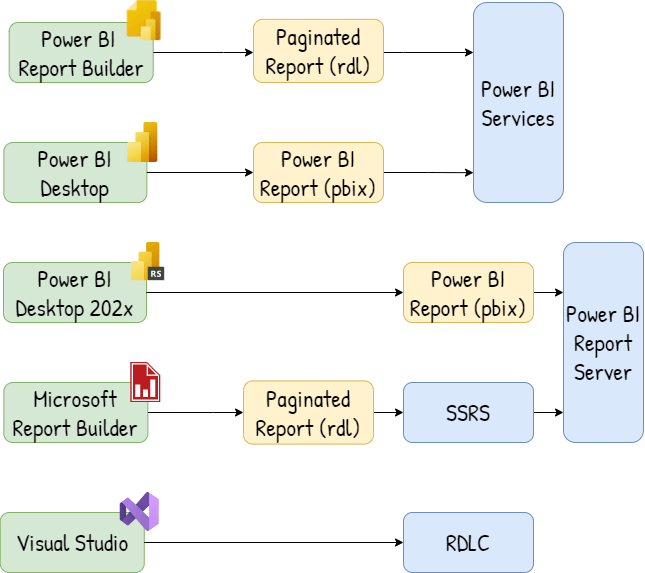 Power BI
Report Builder
Paginated
Report (rdl)
Power BI
Services
Power BI
Desktop
Power BI
Report (pbix)
Power BI
Desktop 202x
RS
Power BI
Report (pbix)
Power BI
Report
Server
Microsoft
Report Builder
Paginated
Report (rdl)
SSRS
Visual Studio
RDLC